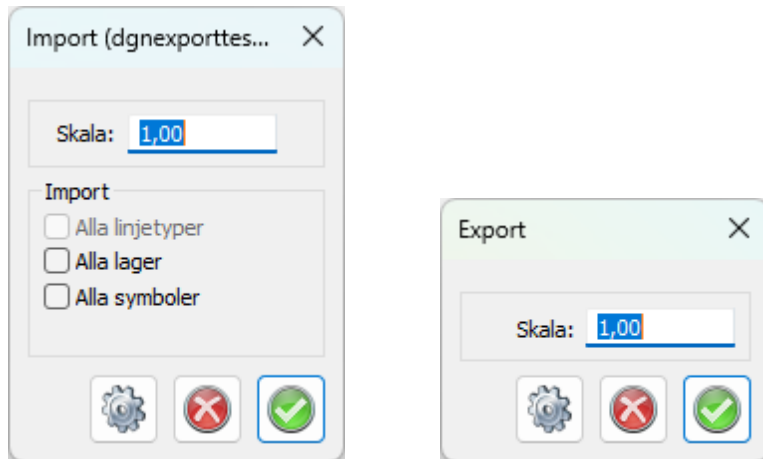 Import (dgnexporttes...
Skala: 1,00
Import
Alla linjetyper
Alla lager
Alla symboler
Export
Skala: 1,00